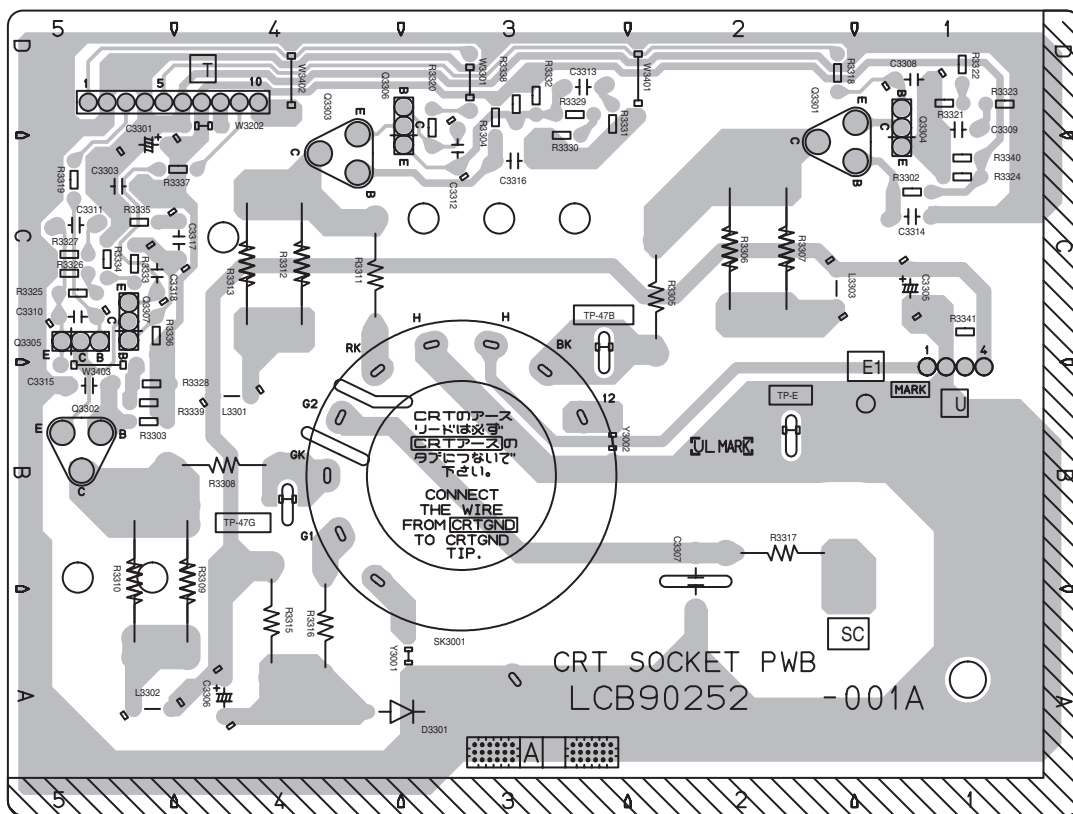 5 4 3 2 1
D D
T
1 5 10
W3402
Q3303
Q3306
R3320
W3301
R3338
R3332
C3313
W3401
R3318
C3308
R3322
Q3301
R3321
R3323
C3309
Q3304
B
C
E
E
C
B
E
C
B
B
C
E
C3301
W3202
R3304
R3329
R3331
R3330
C3316
C3312
R3340
R3302
R3324
C3314
R3319
C3303
R3337
C3311
R3335
C3317
R3327
R3326
R3334
R3333
C3318
R3325
C3310
Q3307
R3336
Q3305
E
C
B
E
C
B
C C
R3313
R3312
R3311
R3305
R3306
R3307
L3303
C3305
R3341
TP-47B
H H
RK BK
G2 12
GK
G1
E1
1 4
MARK
U
TP-E
W3403
C3315
Q3302
R3328
R3339
R3303
L3301
E
B
C
R3308
TP-47G
Y3002
UL MARK
B B
CRTのアース
リードは必ず
CRTアースの
タブにつないで
下さい。
CONNECT
THE WIRE
FROM CRTGND
TO CRTGND
TIP.
C3307
R3317
R3310
R3309
R3315
R3316
SK3001
Y3001
SC
CRT SOCKET PWB
LCB90252 -001A
A A
L3302
C3306
D3301
A
5 4 3 2 1